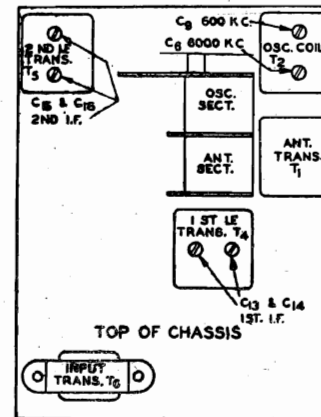 C9 600 KC.
C6 6000 KC.
2ND I.F.
TRANS.
T5
OSC. COIL
T2
C15 & C16
2ND I.F.
OSC.
SECT.
ANT.
SECT.
ANT.
TRANS.
T1
1ST I.F.
TRANS. T4
C13 & C14
1ST. I.F.
TOP OF CHASSIS
INPUT
TRANS. T6